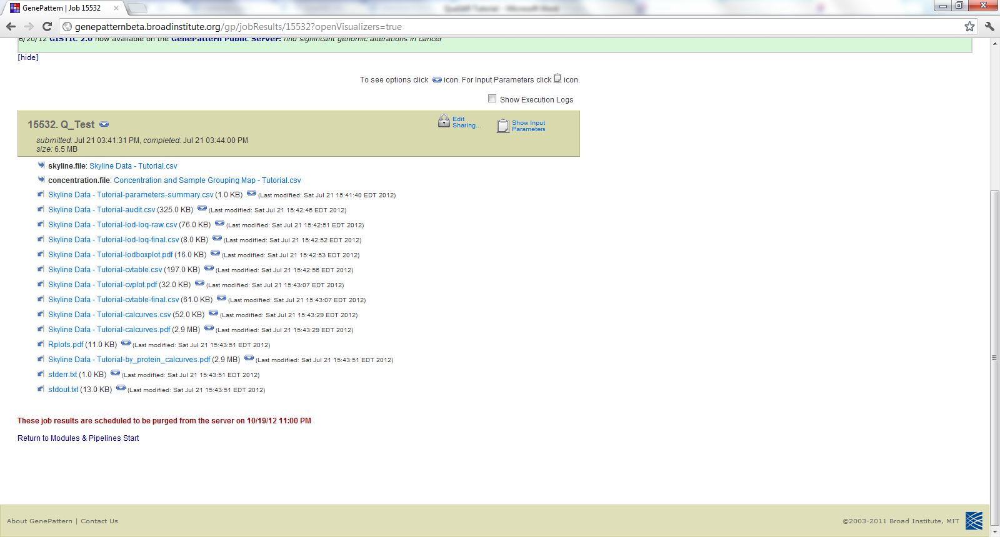 GenePattern | Job 15532
QuaSAR Tutorial - Microsoft Word
genepatternbeta.broadinstitute.org/gp/jobResults/15532?openVisualizers=true
6/20/12 GISTIC 2.0 now available on the GenePattern Public Server: find significant genomic alterations in cancer
[hide]
To see options click icon. For Input Parameters click icon.
Show Execution Logs
15532. Q_Test
Edit
Sharing...
Show Input
Parameters
submitted: Jul 21 03:41:31 PM, completed: Jul 21 03:44:00 PM
size: 6.5 MB
skyline.file: Skyline Data - Tutorial.csv
concentration.file: Concentration and Sample Grouping Map - Tutorial.csv
Skyline Data - Tutorial-parameters-summary.csv (1.0 KB) (Last modified: Sat Jul 21 15:41:40 EDT 2012)
Skyline Data - Tutorial-audit.csv (325.0 KB) (Last modified: Sat Jul 21 15:42:46 EDT 2012)
Skyline Data - Tutorial-lod-loq-raw.csv (76.0 KB) (Last modified: Sat Jul 21 15:42:51 EDT 2012)
Skyline Data - Tutorial-lod-loq-final.csv (8.0 KB) (Last modified: Sat Jul 21 15:42:52 EDT 2012)
Skyline Data - Tutorial-lodboxplot.pdf (16.0 KB) (Last modified: Sat Jul 21 15:42:53 EDT 2012)
Skyline Data - Tutorial-cvtable.csv (197.0 KB) (Last modified: Sat Jul 21 15:42:56 EDT 2012)
Skyline Data - Tutorial-cvplot.pdf (32.0 KB) (Last modified: Sat Jul 21 15:43:07 EDT 2012)
Skyline Data - Tutorial-cvtable-final.csv (61.0 KB) (Last modified: Sat Jul 21 15:43:07 EDT 2012)
Skyline Data - Tutorial-calcurves.csv (52.0 KB) (Last modified: Sat Jul 21 15:43:29 EDT 2012)
Skyline Data - Tutorial-calcurves.pdf (2.9 MB) (Last modified: Sat Jul 21 15:43:29 EDT 2012)
Rplots.pdf (11.0 KB) (Last modified: Sat Jul 21 15:43:51 EDT 2012)
Skyline Data - Tutorial-by_protein_calcurves.pdf (2.9 MB) (Last modified: Sat Jul 21 15:43:51 EDT 2012)
stderr.txt (1.0 KB) (Last modified: Sat Jul 21 15:43:51 EDT 2012)
stdout.txt (13.0 KB) (Last modified: Sat Jul 21 15:43:51 EDT 2012)
These job results are scheduled to be purged from the server on 10/19/12 11:00 PM
Return to Modules & Pipelines Start
About GenePattern | Contact Us
©2003-2011 Broad Institute, MIT